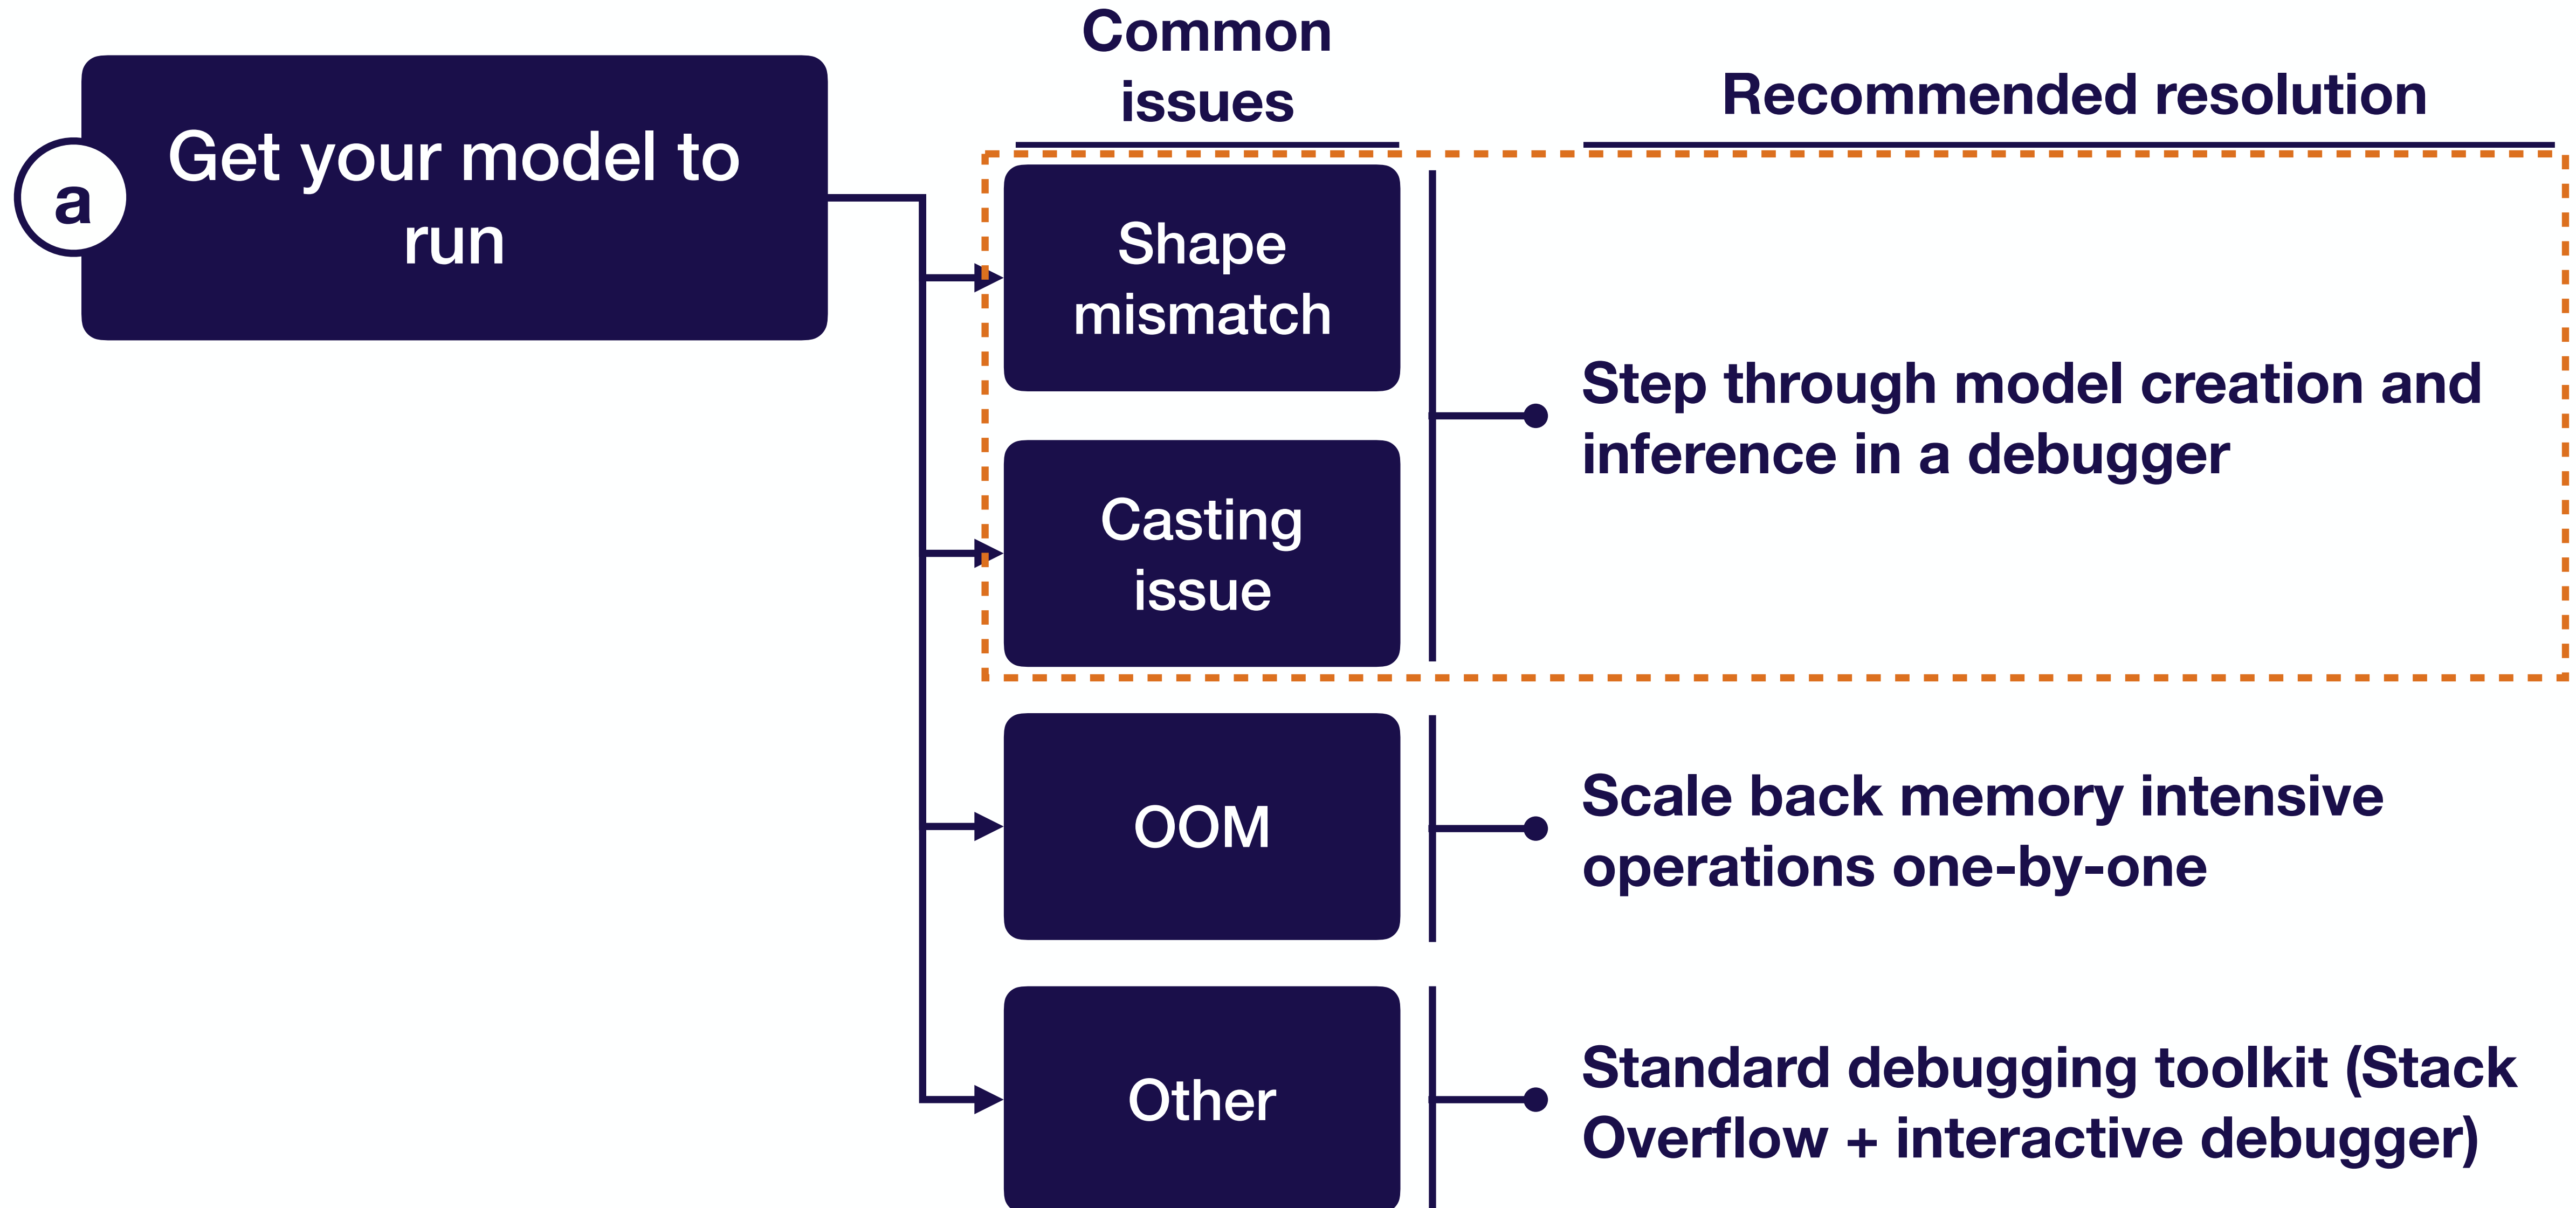 Common
issues
Recommended resolution
a
Get your model to
run
Shape
mismatch
Casting
issue
Step through model creation and
inference in a debugger
OOM
Scale back memory intensive
operations one-by-one
Other
Standard debugging toolkit (Stack
Overflow + interactive debugger)